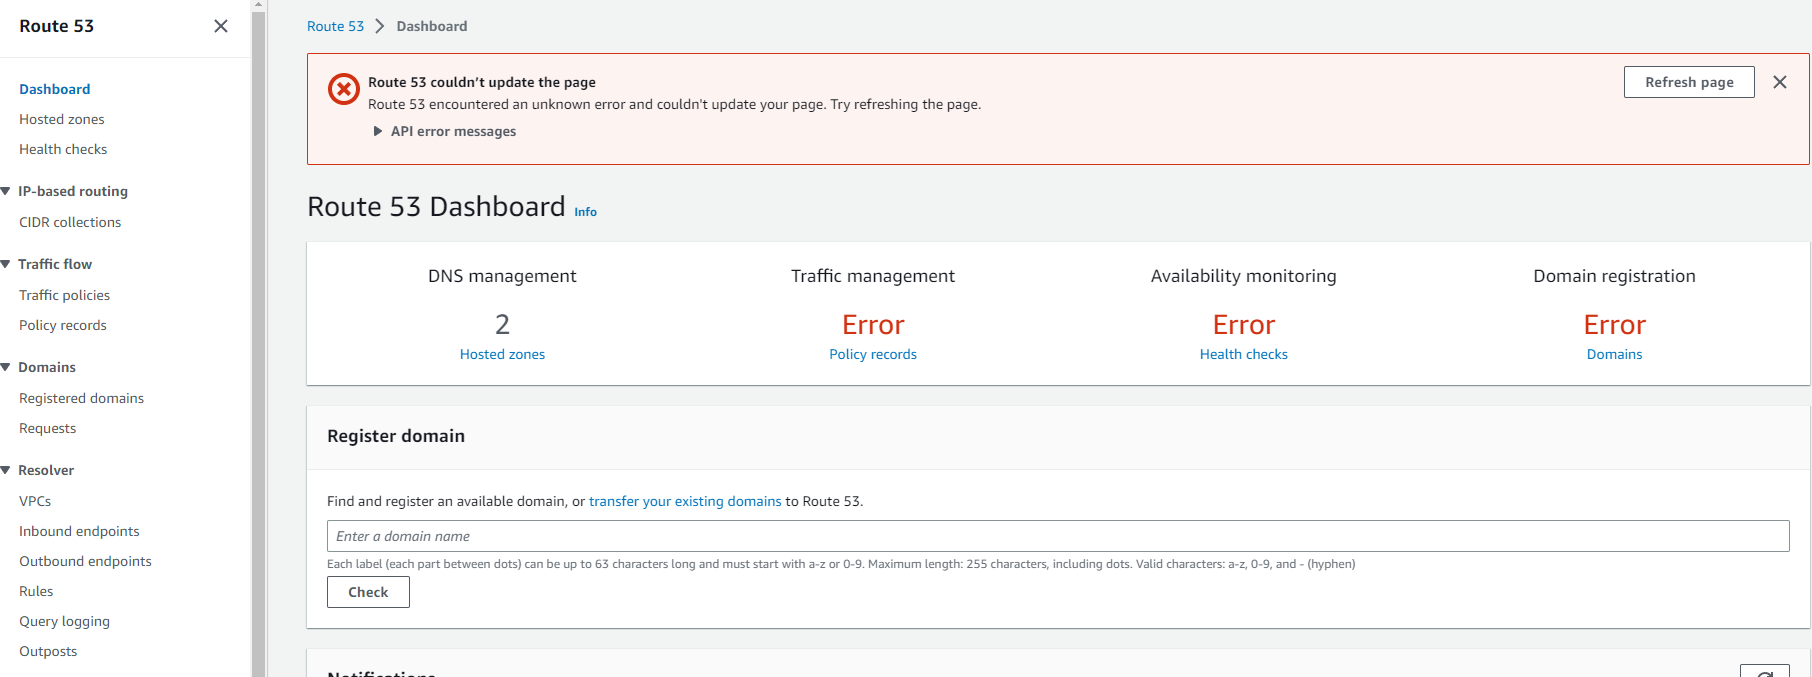 Route 53
Dashboard
Hosted zones
Health checks
IP-based routing
CIDR collections
Traffic flow
Traffic policies
Policy records
Domains
Registered domains
Requests
Resolver
VPCs
Inbound endpoints
Outbound endpoints
Rules
Query logging
Outposts
Route 53 Dashboard
Route 53 couldn’t update the page
Route 53 encountered an unknown error and couldn't update your page. Try refreshing the page.
API error messages
Refresh page
Route 53 Dashboard Info
DNS management
2
Hosted zones
Traffic management
Error
Policy records
Availability monitoring
Error
Health checks
Domain registration
Error
Domains
Register domain
Find and register an available domain, or transfer your existing domains to Route 53.
Enter a domain name
Each label (each part between dots) can be up to 63 characters long and must start with a-z or 0-9. Maximum length: 255 characters, including dots. Valid characters: a-z, 0-9, and - (hyphen)
Check
Notifications